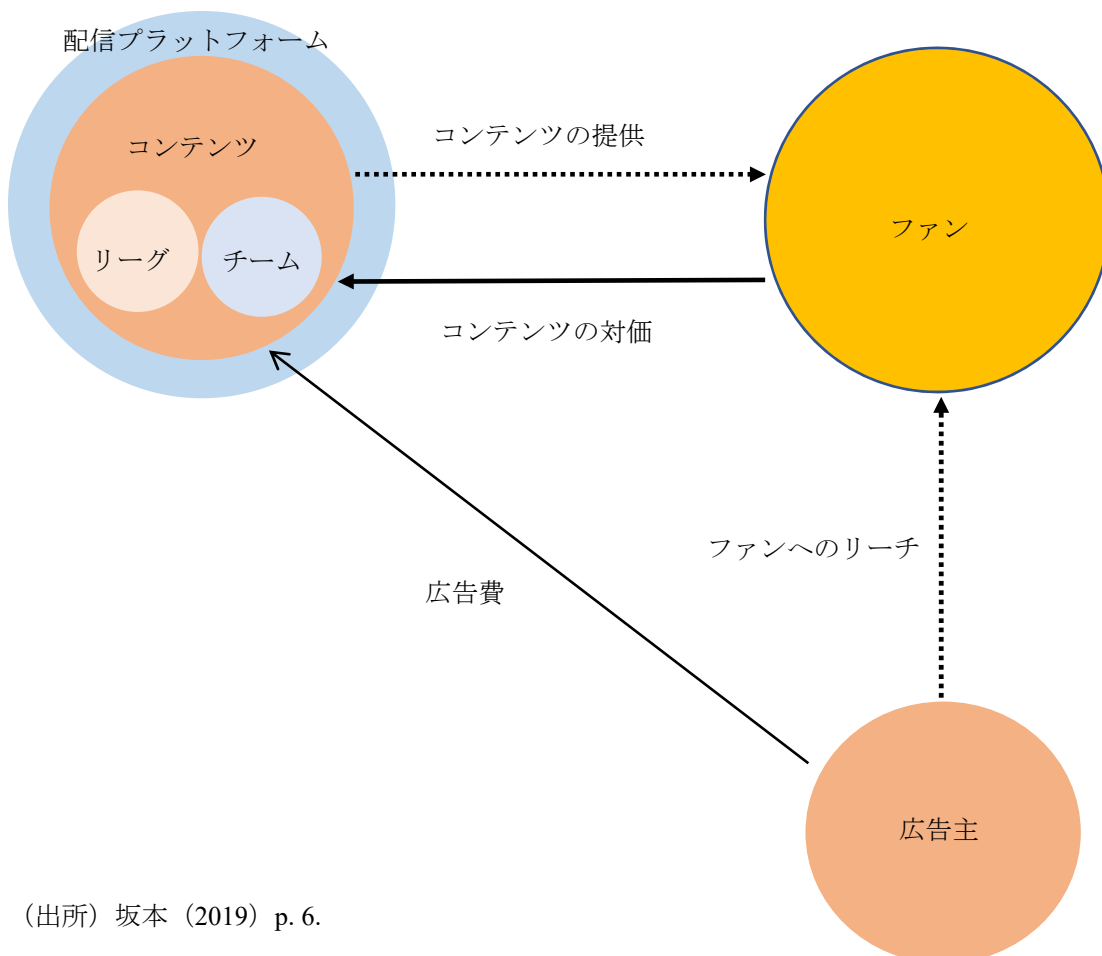 配信プラットフォーム
コンテンツ
リーグ
チーム
コンテンツの提供
コンテンツの対価
ファン
ファンへのリーチ
広告費
広告主
（出所）坂本（2019）p. 6.